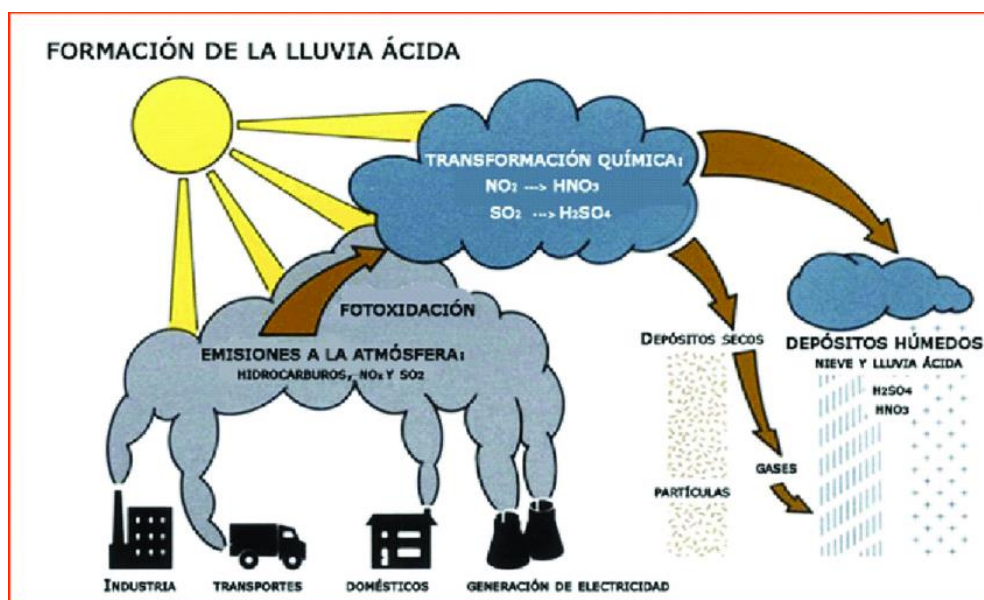 FORMACIÓN DE LA LLUVIA ÁCIDA
TRANSFORMACIÓN QUÍMICA:
NO₂ ---> HNO₃
SO₂ ---> H₂SO₄
FOTOXIDACIÓN
EMISIONES A LA ATMÓSFERA:
HIDROCARBUROS, NO₂ Y SO₂
DEPÓSITOS SECOS
DEPÓSITOS HÚMEDOS
NIEVE Y LLUVIA ÁCIDA
H₂SO₄
HNO₃
GASES
PARTÍCULAS
INDUSTRIA
TRANSPORTES
DOMÉSTICOS
GENERACIÓN DE ELECTRICIDAD